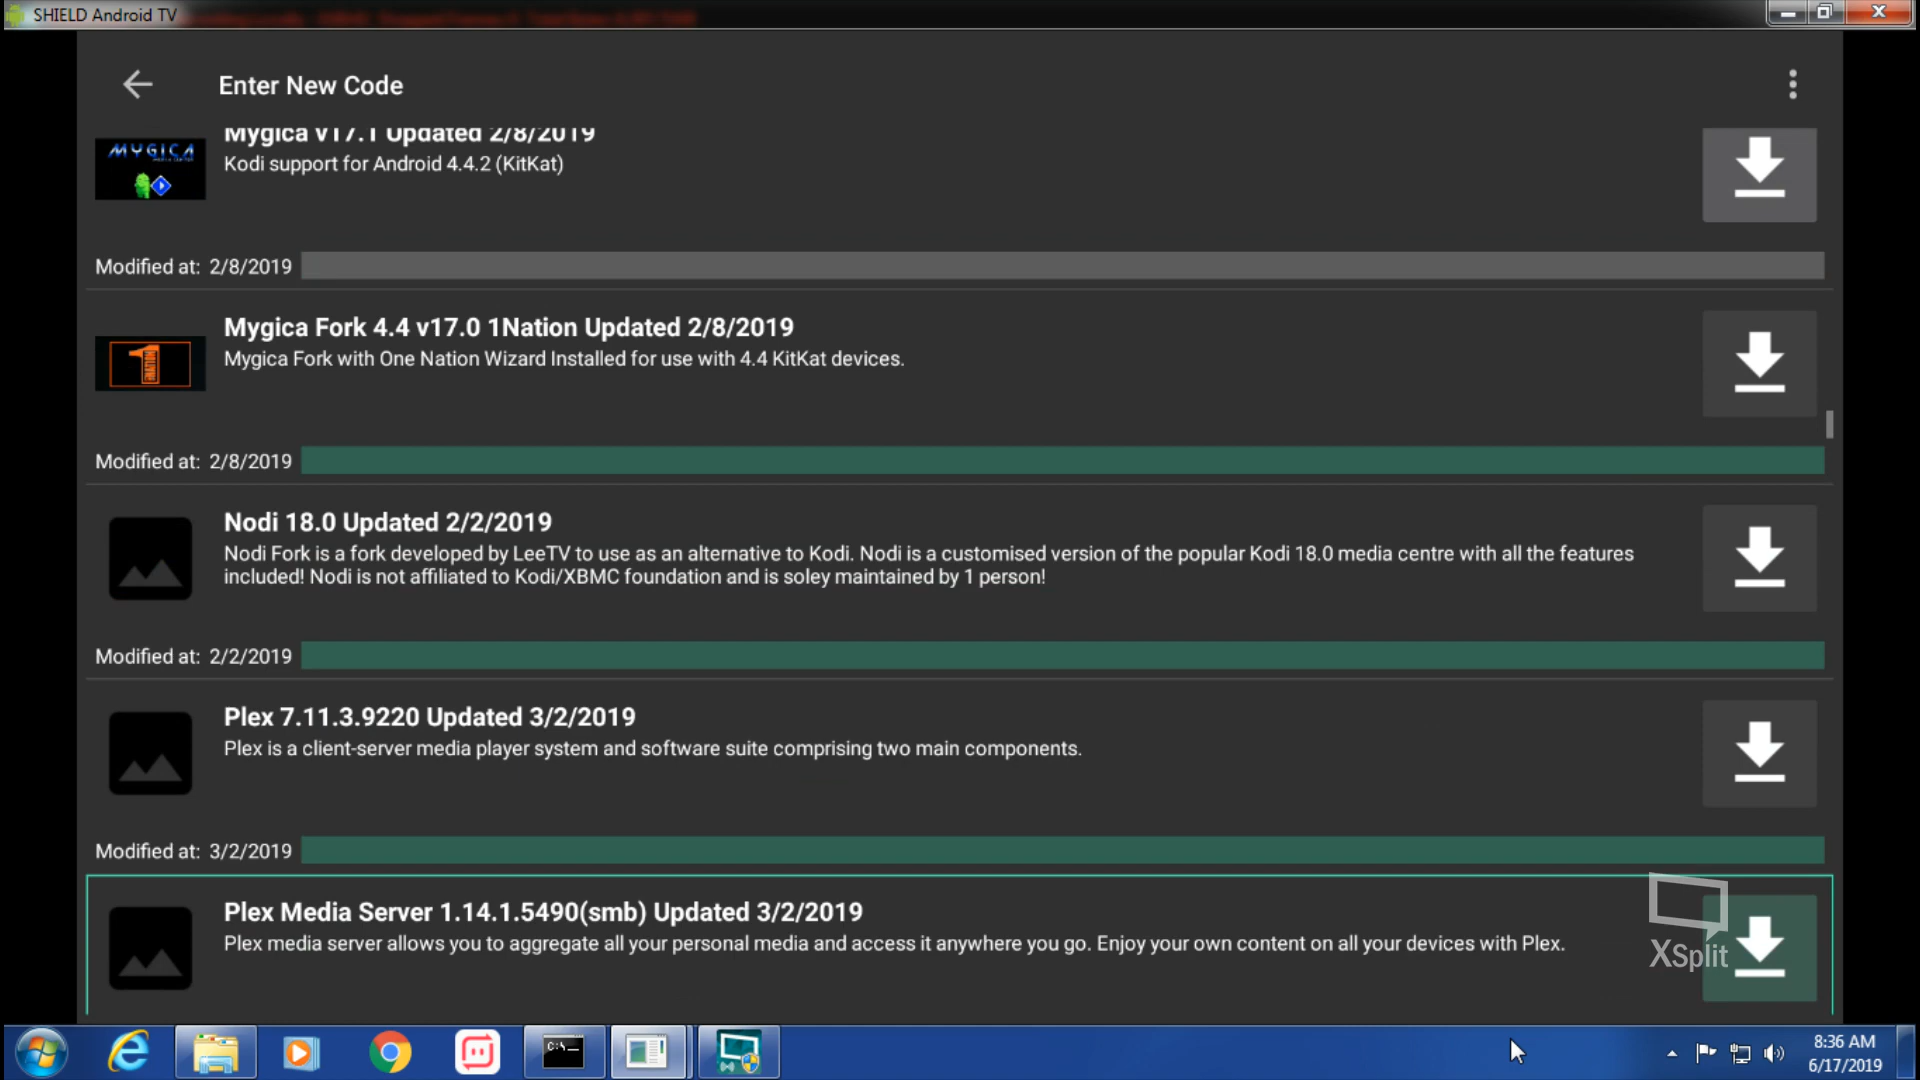 SHIELD Android TV
Enter New Code
Mygica v17.1 Updated 2/8/2019
MYGICA
Kodi support for Android 4.4.2 (KitKat)
Modified at: 2/8/2019
Mygica Fork 4.4 v17.0 1Nation Updated 2/8/2019
Mygica Fork with One Nation Wizard Installed for use with 4.4 KitKat devices.
Modified at: 2/8/2019
Nodi 18.0 Updated 2/2/2019
Nodi Fork is a fork developed by LeeTV to use as an alternative to Kodi. Nodi is a customised version of the popular Kodi 18.0 media centre with all the features
included! Nodi is not affiliated to Kodi/XBMC foundation and is soley maintained by 1 person!
Modified at: 2/2/2019
Plex 7.11.3.9220 Updated 3/2/2019
Plex is a client-server media player system and software suite comprising two main components.
Modified at: 3/2/2019
Plex Media Server 1.14.1.5490(smb) Updated 3/2/2019
Plex media server allows you to aggregate all your personal media and access it anywhere you go. Enjoy your own content on all your devices with Plex.
XSplit
8:36 AM
6/17/2019